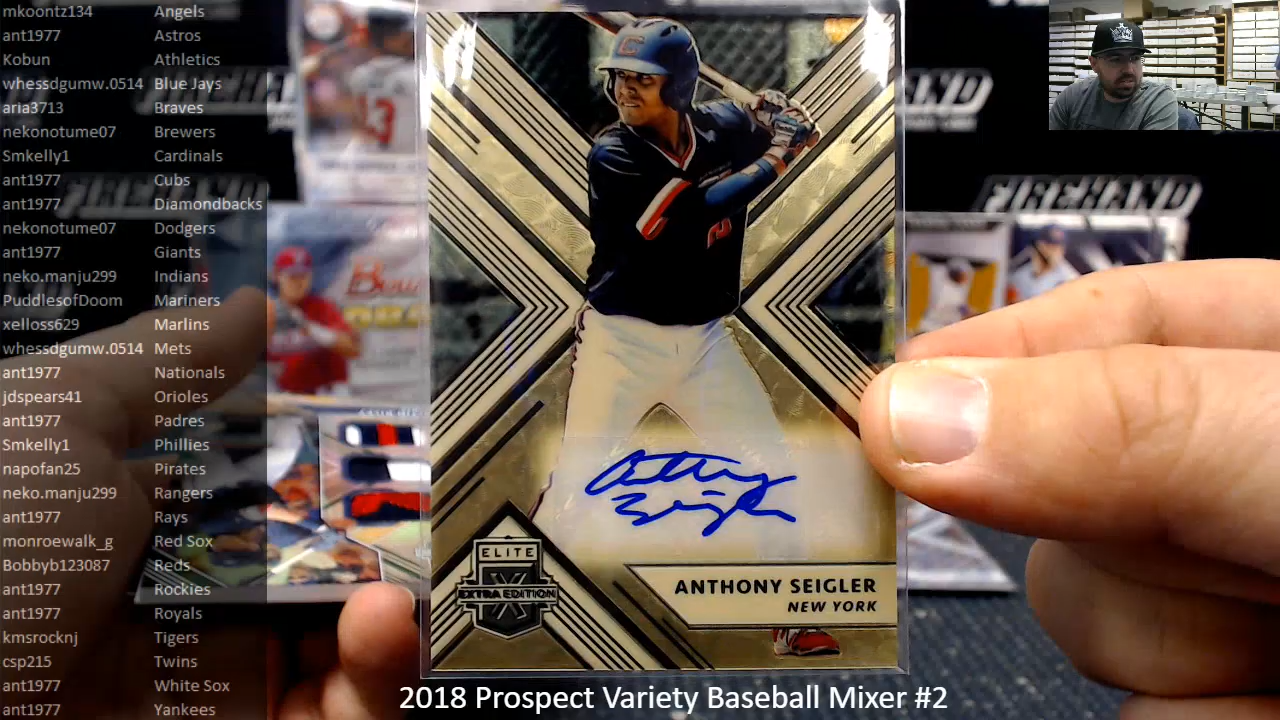 mkoontz134 Angels
ant1977 Astros
Kobun Athletics
whessdgumw.0514 Blue Jays
aria3713 Braves
nekonotume07 Brewers
Smkelly1 Cardinals
ant1977 Cubs
ant1977 Diamondbacks
nekonotume07 Dodgers
ant1977 Giants
neko.manju299 Indians
PuddlesofDoom Mariners
xelloss629 Marlins
whessdgumw.0514 Mets
ant1977 Nationals
jdspears41 Orioles
ant1977 Padres
Smkelly1 Phillies
napofan25 Pirates
neko.manju299 Rangers
ant1977 Rays
monroewalk_g Red Sox
Bobbyb123087 Reds
ant1977 Rockies
ant1977 Royals
kmsrocknj Tigers
csp215 Twins
ant1977 White Sox
ant1977 Yankees
FIREHAND
C
2
Anthony
Seigler
ELITE
X
EXTRA EDITION
ANTHONY SEIGLER
NEW YORK
2018 Prospect Variety Baseball Mixer #2